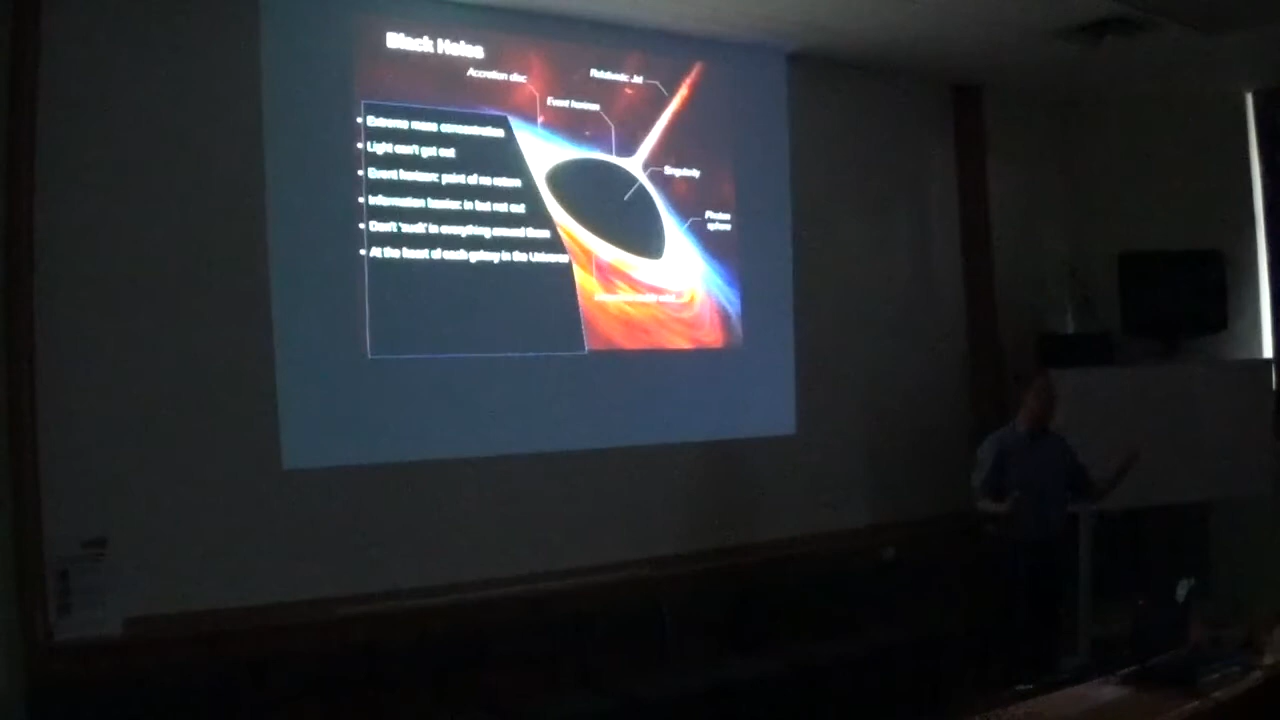 Black Holes
Accretion disc
Relativistic Jet
Event horizon
• Extreme mass concentration
• Light can't get out
• Event horizon: point of no return
Singularity
• Information barrier: in but not out
Photon
sphere
• Don't 'suck' in everything around them
• At the heart of each galaxy in the Universe